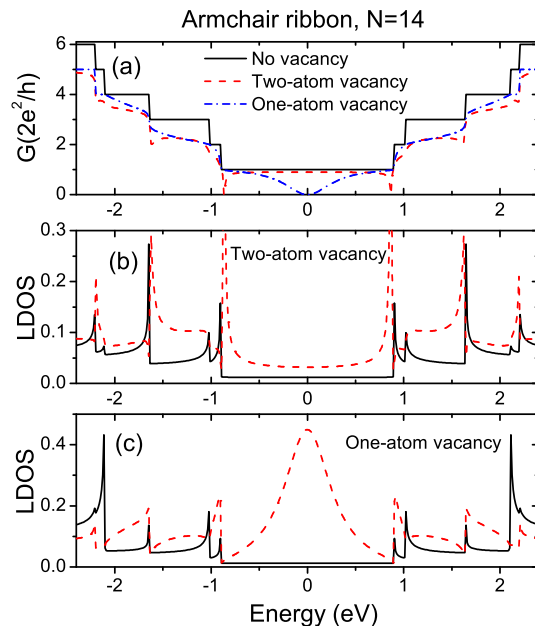 Armchair ribbon, N=14
6
4
2
0
G(2e²/h)
(a)
No vacancy
Two-atom vacancy
One-atom vacancy
-2 -1 0 1 2
0.3
0.2
0.1
0.0
LDOS
(b)
Two-atom vacancy
-2 -1 0 1 2
0.4
0.2
0.0
LDOS
(c)
One-atom vacancy
-2 -1 0 1 2
Energy (eV)